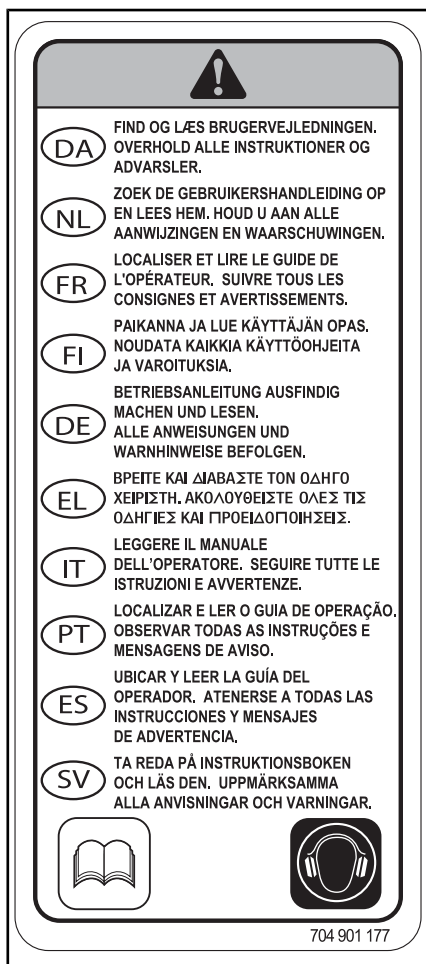 DA
FIND OG LÆS BRUGERVEJLEDNINGEN.
OVERHOLD ALLE INSTRUKTIONER OG
ADVARSLER.
NL
ZOEK DE GEBRUIKERSHANDLEIDING OP
EN LEES HEM. HOUD U AAN ALLE
AANWIJZINGEN EN WAARSCHUWINGEN.
FR
LOCALISER ET LIRE LE GUIDE DE
L'OPÉRATEUR. SUIVRE TOUS LES
CONSIGNES ET AVERTISSEMENTS.
FI
PAIKANNA JA LUE KÄYTTÄJÄN OPAS.
NOUDATA KAIKKIA KÄYTTÖOHJEITA
JA VAROITUKSIA.
DE
BETRIEBSANLEITUNG AUSFINDIG
MACHEN UND LESEN.
ALLE ANWEISUNGEN UND
WARNHINWEISE BEFOLGEN.
EL
ΒΡΕΙΤΕ ΚΑΙ ΔΙΑΒΑΣΤΕ ΤΟΝ ΟΔΗΓΟ
ΧΕΙΡΙΣΤΗ. ΑΚΟΛΟΥΘΕΙΣΤΕ ΟΛΕΣ ΤΙΣ
ΟΔΗΓΙΕΣ ΚΑΙ ΠΡΟΕΙΔΟΠΟΙΗΣΕΙΣ.
IT
LEGGERE IL MANUALE
DELL'OPERATORE. SEGUIRE TUTTE LE
ISTRUZIONI E AVVERTENZE.
PT
LOCALIZAR E LER O GUIA DE OPERAÇÃO.
OBSERVAR TODAS AS INSTRUÇÕES E
MENSAGENS DE AVISO.
ES
UBICAR Y LEER LA GUÍA DEL
OPERADOR. ATENERSE A TODAS LAS
INSTRUCCIONES Y MENSAJES
DE ADVERTENCIA.
SV
TA REDA PÅ INSTRUKTIONSBOKEN
OCH LÄS DEN. UPPMÄRKSAMMA
ALLA ANVISNINGAR OCH VARNINGAR.
704 901 177